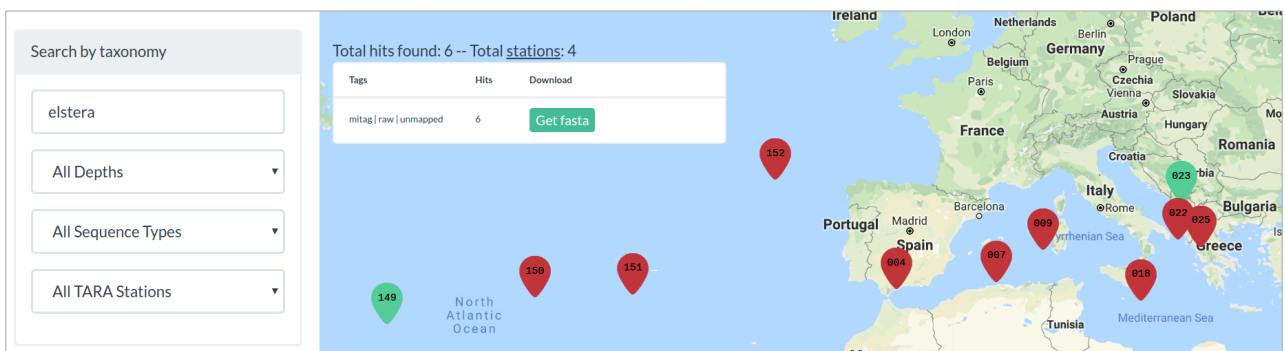 Search by taxonomy
elstera
All Depths
All Sequence Types
All TARA Stations
Total hits found: 6 -- Total stations: 4
Tags Hits Download
mitag | raw | unmapped 6 Get fasta
Ireland
Netherlands
Poland
London
Berlin
Germany
Belgium
Prague
Paris
Czechia
Vienna
Slovakia
Austria
Hungary
France
Romania
Croatia
152
023
Italy
Barcelona
Rome
Bulgaria
Portugal
Madrid
009
022
025
Spain
Greece
004
007
018
149
150
151
North
Atlantic
Ocean
Tunisia
Mediterranean Sea